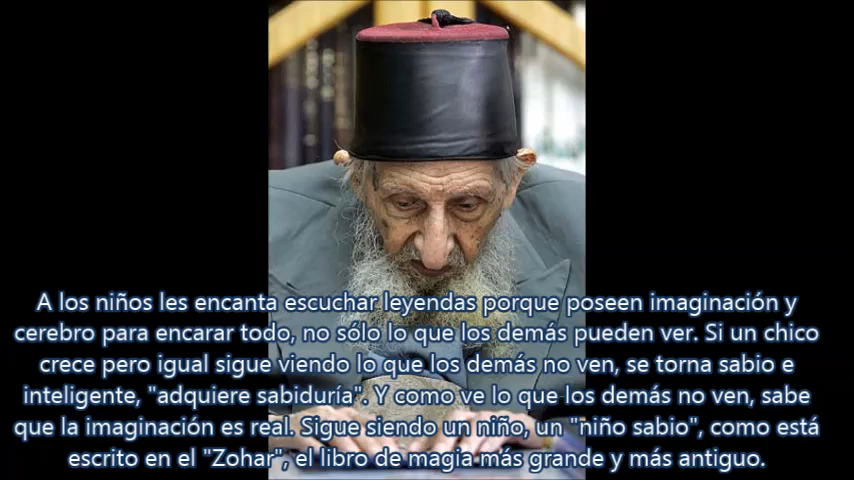 A los niños les encanta escuchar leyendas porque poseen imaginación y
cerebro para encarar todo, no sólo lo que los demás pueden ver. Si un chico
crece pero igual sigue viendo lo que los demás no ven, se torna sabio e
inteligente, "adquiere sabiduría". Y como ve lo que los demás no ven, sabe
que la imaginación es real. Sigue siendo un niño, un "niño sabio", como está
escrito en el "Zohar", el libro de magia más grande y más antiguo.